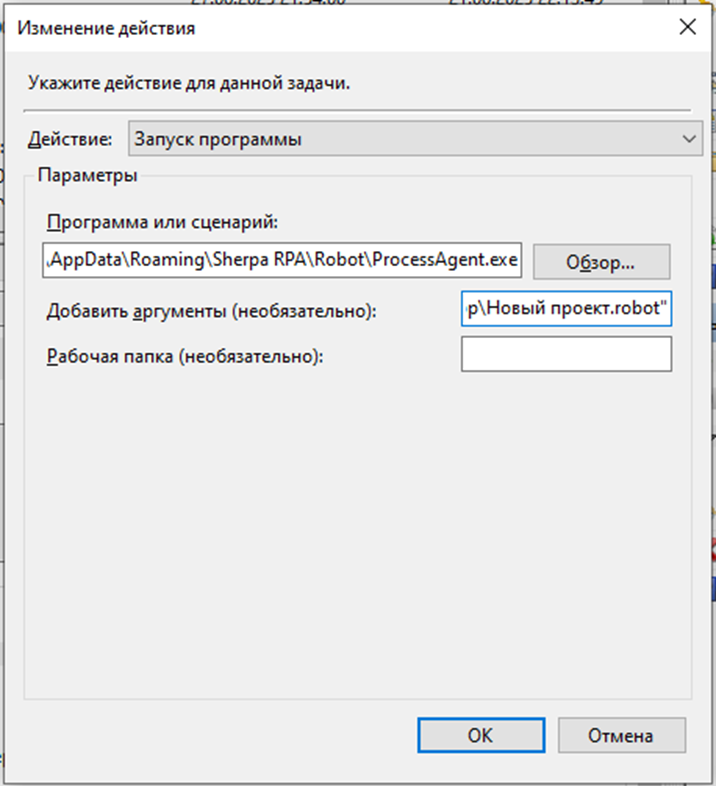 Изменение действия
Укажите действие для данной задачи.
Действие: Запуск программы
Параметры
Программа или сценарий:
AppData\Roaming\Sherpa RPA\Robot\ProcessAgent.exe Обзор...
Добавить аргументы (необязательно): р\Новый проект.robot"
Рабочая папка (необязательно):
ОК Отмена